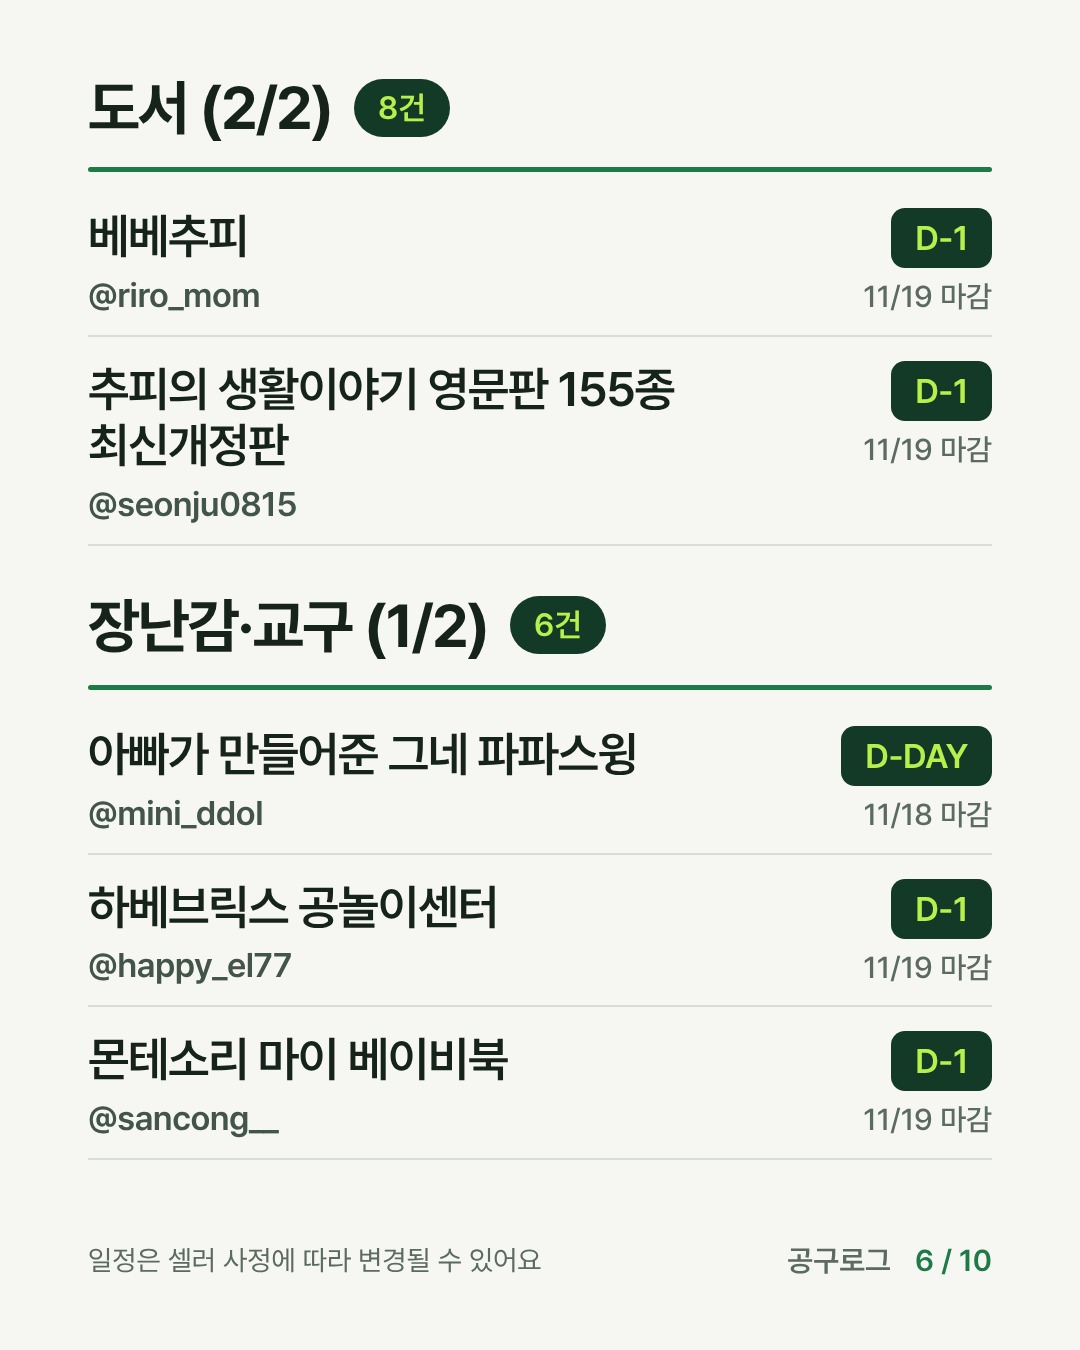 도서 (2/2) 8건
베베추피 D-1
@riro_mom 11/19 마감
추피의 생활이야기 영문판 155종 D-1
최신개정판 11/19 마감
@seonju0815
장난감·교구 (1/2) 6건
아빠가 만들어준 그네 파파스윙 D-DAY
@mini_ddol 11/18 마감
하베브릭스 공놀이센터 D-1
@happy_el77 11/19 마감
몬테소리 마이 베이비북 D-1
@sancong__ 11/19 마감
일정은 셀러 사정에 따라 변경될 수 있어요 공구로그 6 / 10